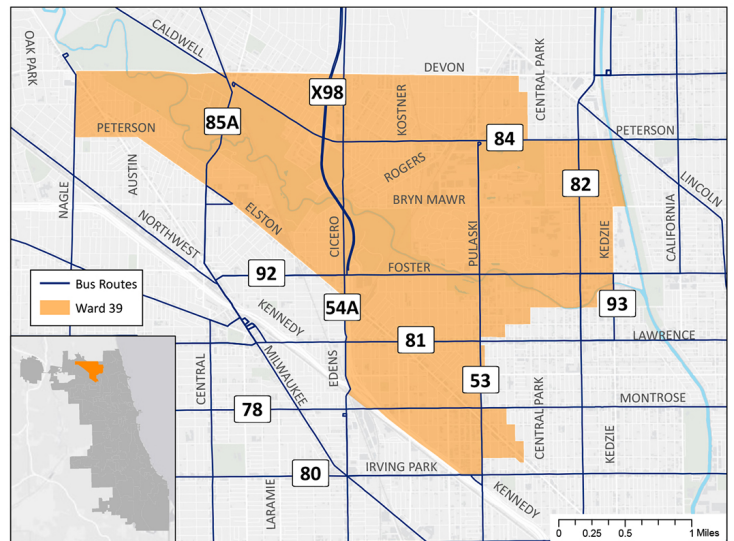 OAK PARK
CALDWELL
DEVON
CENTRAL PARK
X98
KOSTNER
85A
PETERSON
84
PETERSON
AUSTIN
ROGERS
82
LINCOLN
NAGLE
BRYN MAWR
ELSTON
NORTHWEST
CICERO
PULASKI
KEDZIE
CALIFORNIA
92
FOSTER
Bus Routes
Ward 39
KENNEDY
54A
93
81
LAWRENCE
CENTRAL
MILWAUKEE
EDENS
53
CENTRAL PARK
MONTROSE
78
KEDZIE
80
IRVING PARK
LARAMIE
KENNEDY
0 0.25 0.5 1 Miles